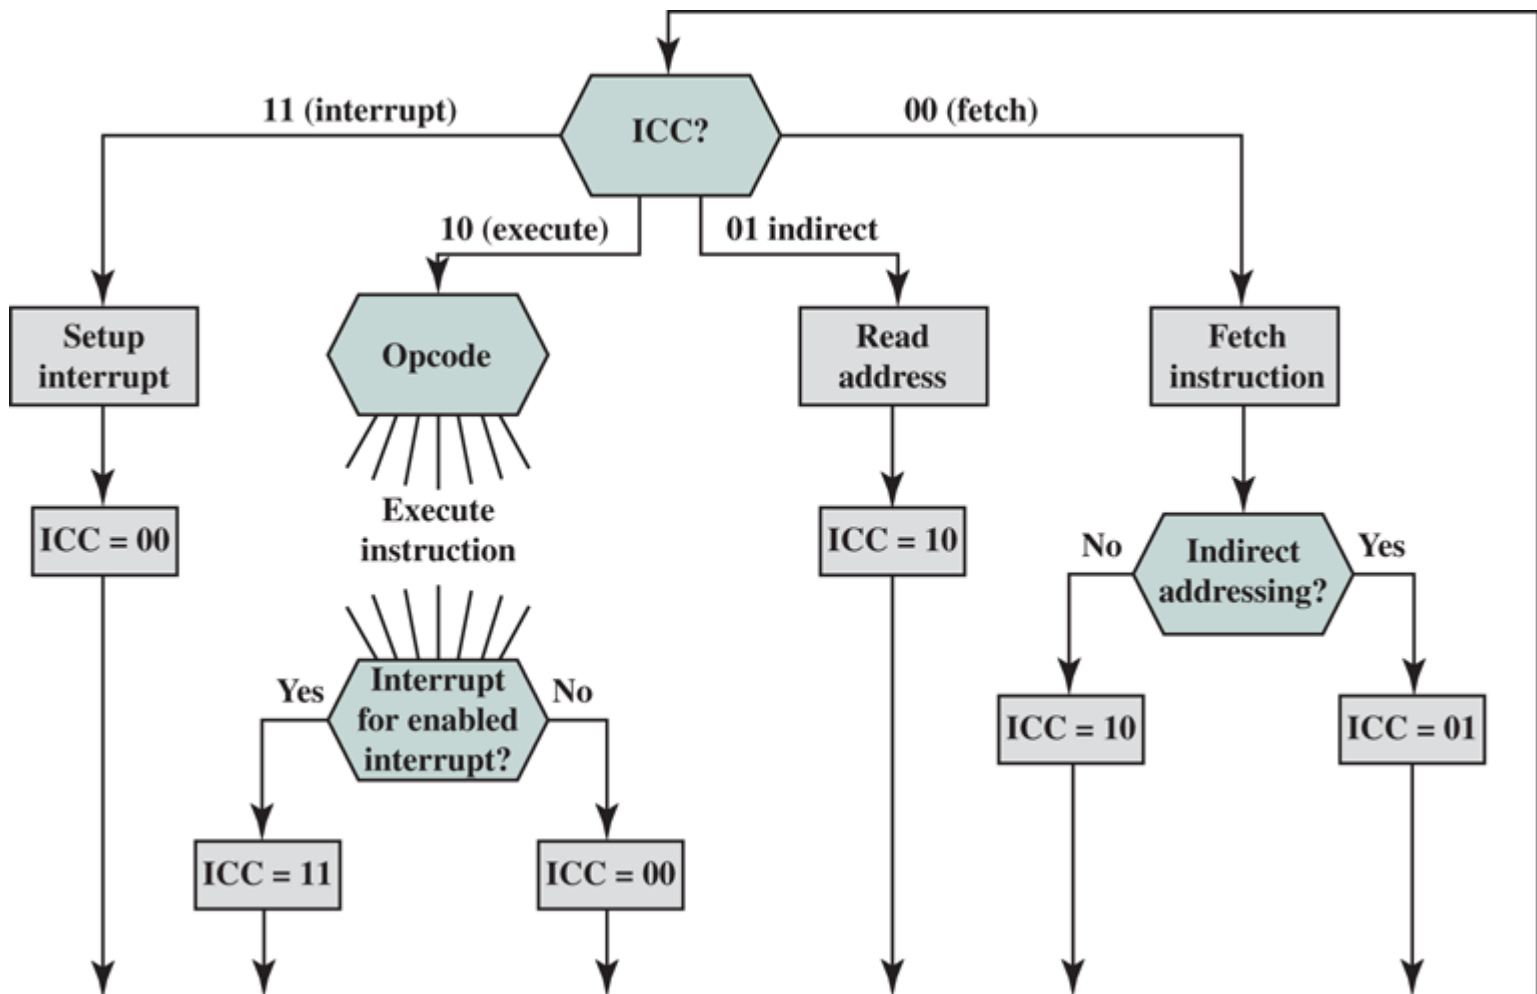 11 (interrupt)
ICC?
00 (fetch)
10 (execute)
01 indirect
Setup
interrupt
Opcode
Read
address
Fetch
instruction
ICC = 00
Execute
instruction
ICC = 10
No
Indirect
addressing?
Yes
Yes
Interrupt
for enabled
interrupt?
No
ICC = 10
ICC = 01
ICC = 11
ICC = 00